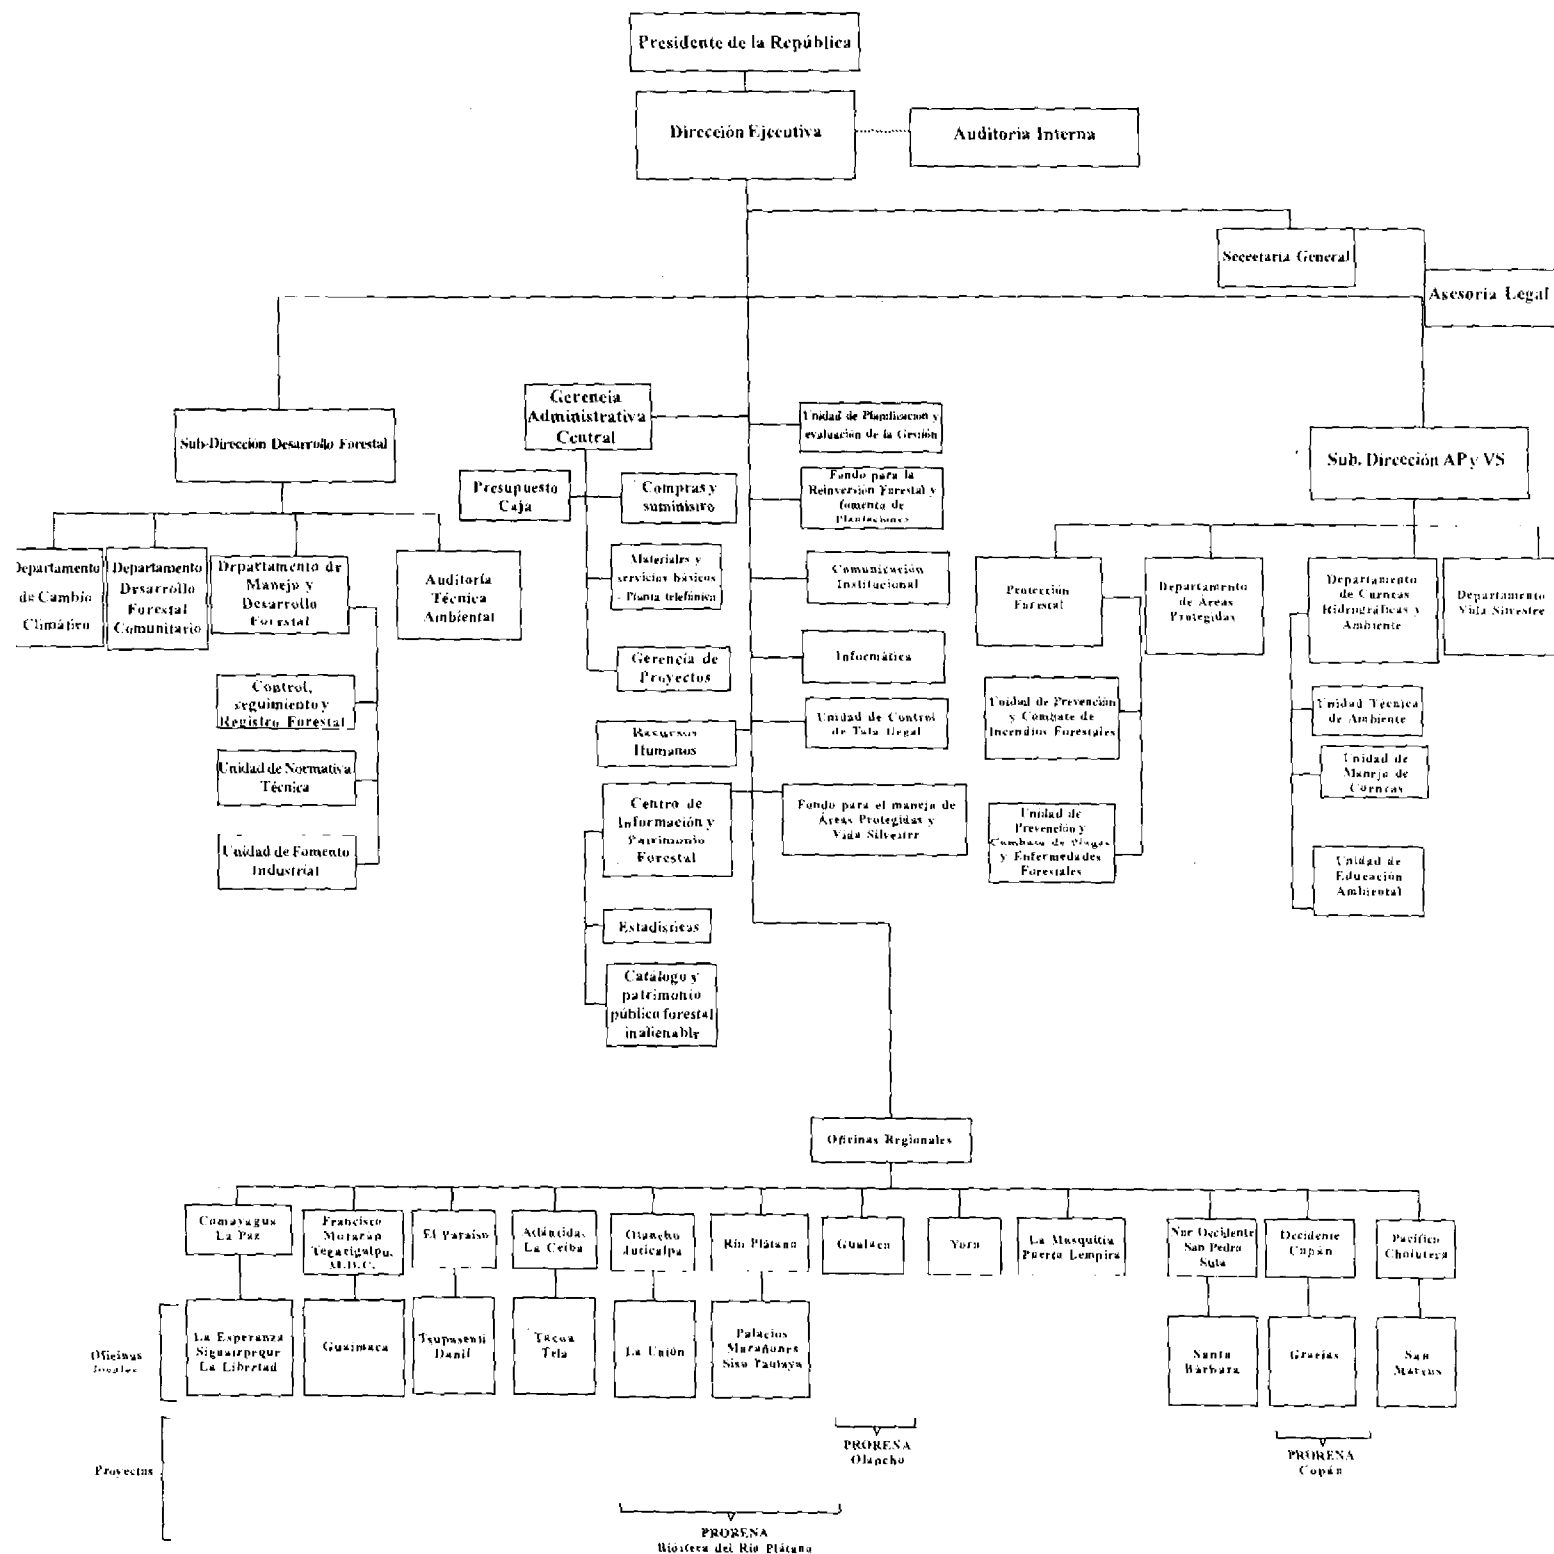 Presidente de la República
Dirección Ejecutiva
Auditoria Interna
Secretaria General
Asesoria Legal
Sub-Dirección Desarrollo Forestal
Gerencia
Administrativa
Central
Unidad de Planificacion y
evaluación de la Gestión
Sub. Dirección AP y VS
Presupuesto
Caja
Compras y
suministro
Fondo para la
Reinversión Forestal y
fomento de
Plantaciones
Departamento
de Cambio
Climático
Departamento
Desarrollo
Forestal
Comunitario
Departamento de
Manejo y
Desarrollo
Forestal
Auditoría
Técnica
Ambiental
Materiales y
servicios básicos
- Planta telefónica
Comunicación
Institucional
Protección
Forestal
Departamento
de Áreas
Protegidas
Departamento
de Cuencas
Hidrográficas y
Ambiente
Departamento
Vida Silvestre
Gerencia de
Proyectos
Informática
Control,
seguimiento y
Registro Forestal
Recursos
Humanos
Unidad de Control
de Tala Ilegal
Unidad de Prevención
y Combate de
Incendios Forestales
Unidad Técnica
de Ambiente
Unidad de Normativa
Técnica
Unidad de
Manejo de
Cuencas
Centro de
Información y
Patrimonio
Forestal
Fondo para el manejo de
Áreas Protegidas y
Vida Silvestre
Unidad de
Prevención y
Combate de Plagas
y Enfermedades
Forestales
Unidad de Fomento
Industrial
Unidad de
Educación
Ambiental
Estadísticas
Catálogo y
patrimonio
público forestal
inalienable
Oficinas Regionales
Comayagua
La Paz
Francisco
Morazán
Tegucigalpa,
M.D.C.
El Paraíso
Atlántida,
La Ceiba
Olancho
Juticalpa
Río Plátano
Gualaco
Yoro
La Mosquitia
Puerto Lempira
Nor Occidente
San Pedro
Sula
Occidente
Copán
Pacífico
Choluteca
Oficinas
locales
La Esperanza
Siguatepeque
La Libertad
Guaimaca
Danlí
Tocoa
Tela
La Unión
Palacios
Marañones
Sico Paulaya
Santa
Bárbara
Gracias
San
Marcos
Proyectos
PRORENA
Olancho
PRORENA
Copán
PRORENA
del Río Plátano